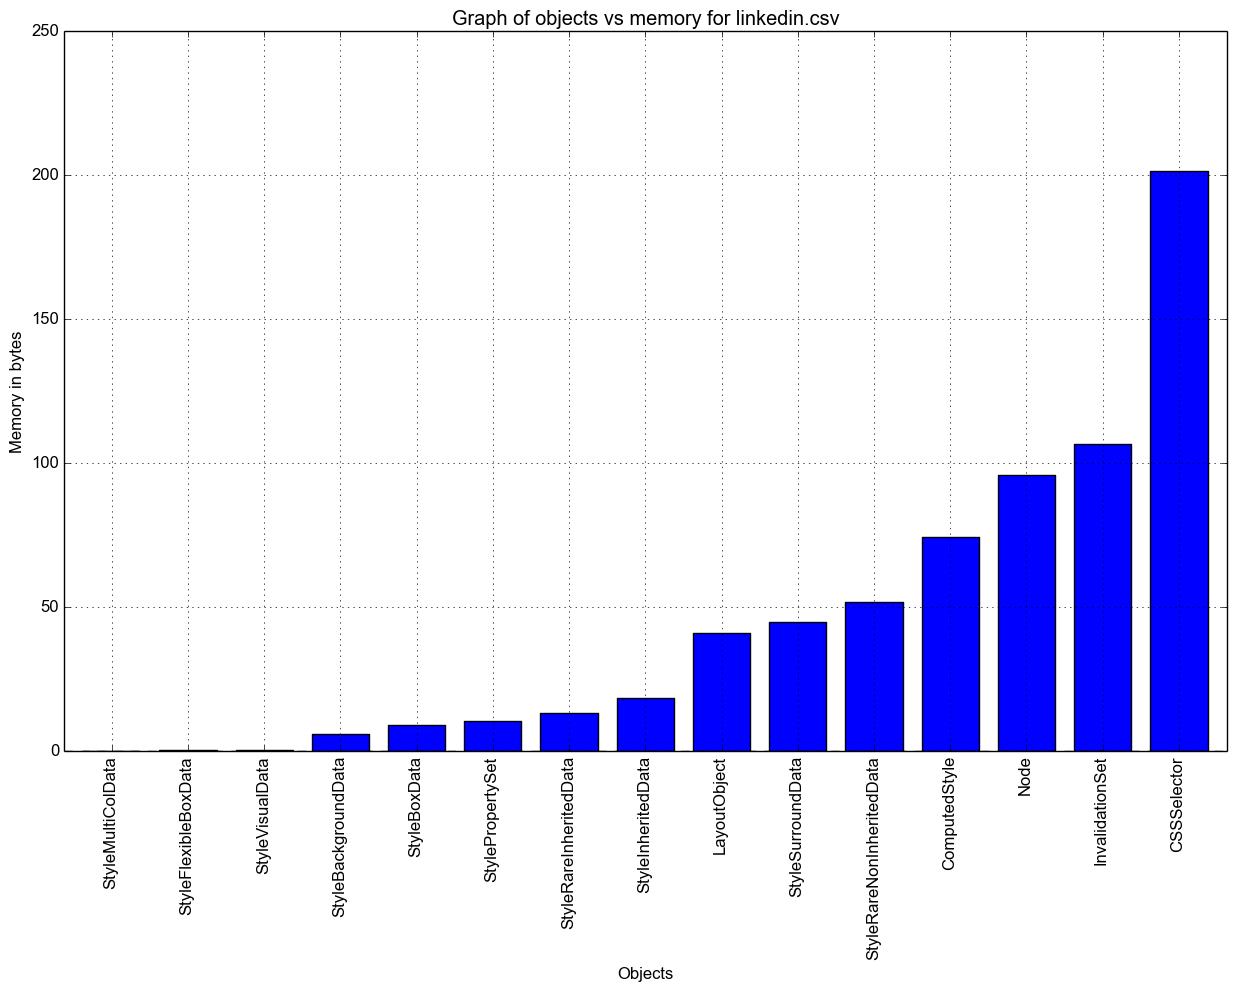 Graph of objects vs memory for linkedin.csv
250
200
150
100
50
0
Memory in bytes
StyleMultiColData
StyleFlexibleBoxData
StyleVisualData
StyleBackgroundData
StyleBoxData
StylePropertySet
StyleRareInheritedData
StyleInheritedData
LayoutObject
StyleSurroundData
StyleRareNonInheritedData
ComputedStyle
Node
InvalidationSet
CSSSelector
Objects